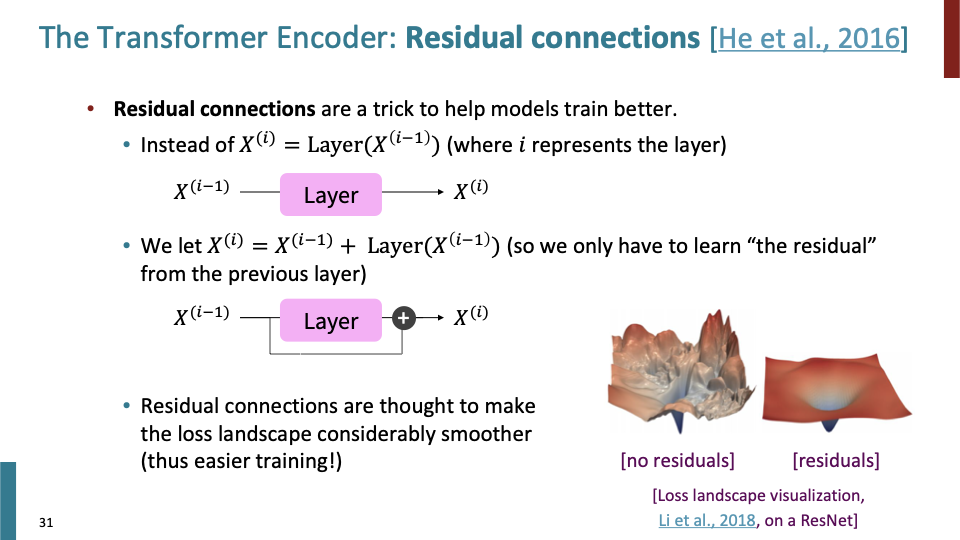 The Transformer Encoder: Residual connections [He et al., 2016]
• Residual connections are a trick to help models train better.
• Instead of X⁽ⁱ⁾ = Layer(X⁽ⁱ⁻¹⁾) (where i represents the layer)
X⁽ⁱ⁻¹⁾ Layer X⁽ⁱ⁾
• We let X⁽ⁱ⁾ = X⁽ⁱ⁻¹⁾ + Layer(X⁽ⁱ⁻¹⁾) (so we only have to learn “the residual”
from the previous layer)
X⁽ⁱ⁻¹⁾ Layer + X⁽ⁱ⁾
• Residual connections are thought to make
the loss landscape considerably smoother
(thus easier training!)
[no residuals] [residuals]
[Loss landscape visualization,
Li et al., 2018, on a ResNet]
31